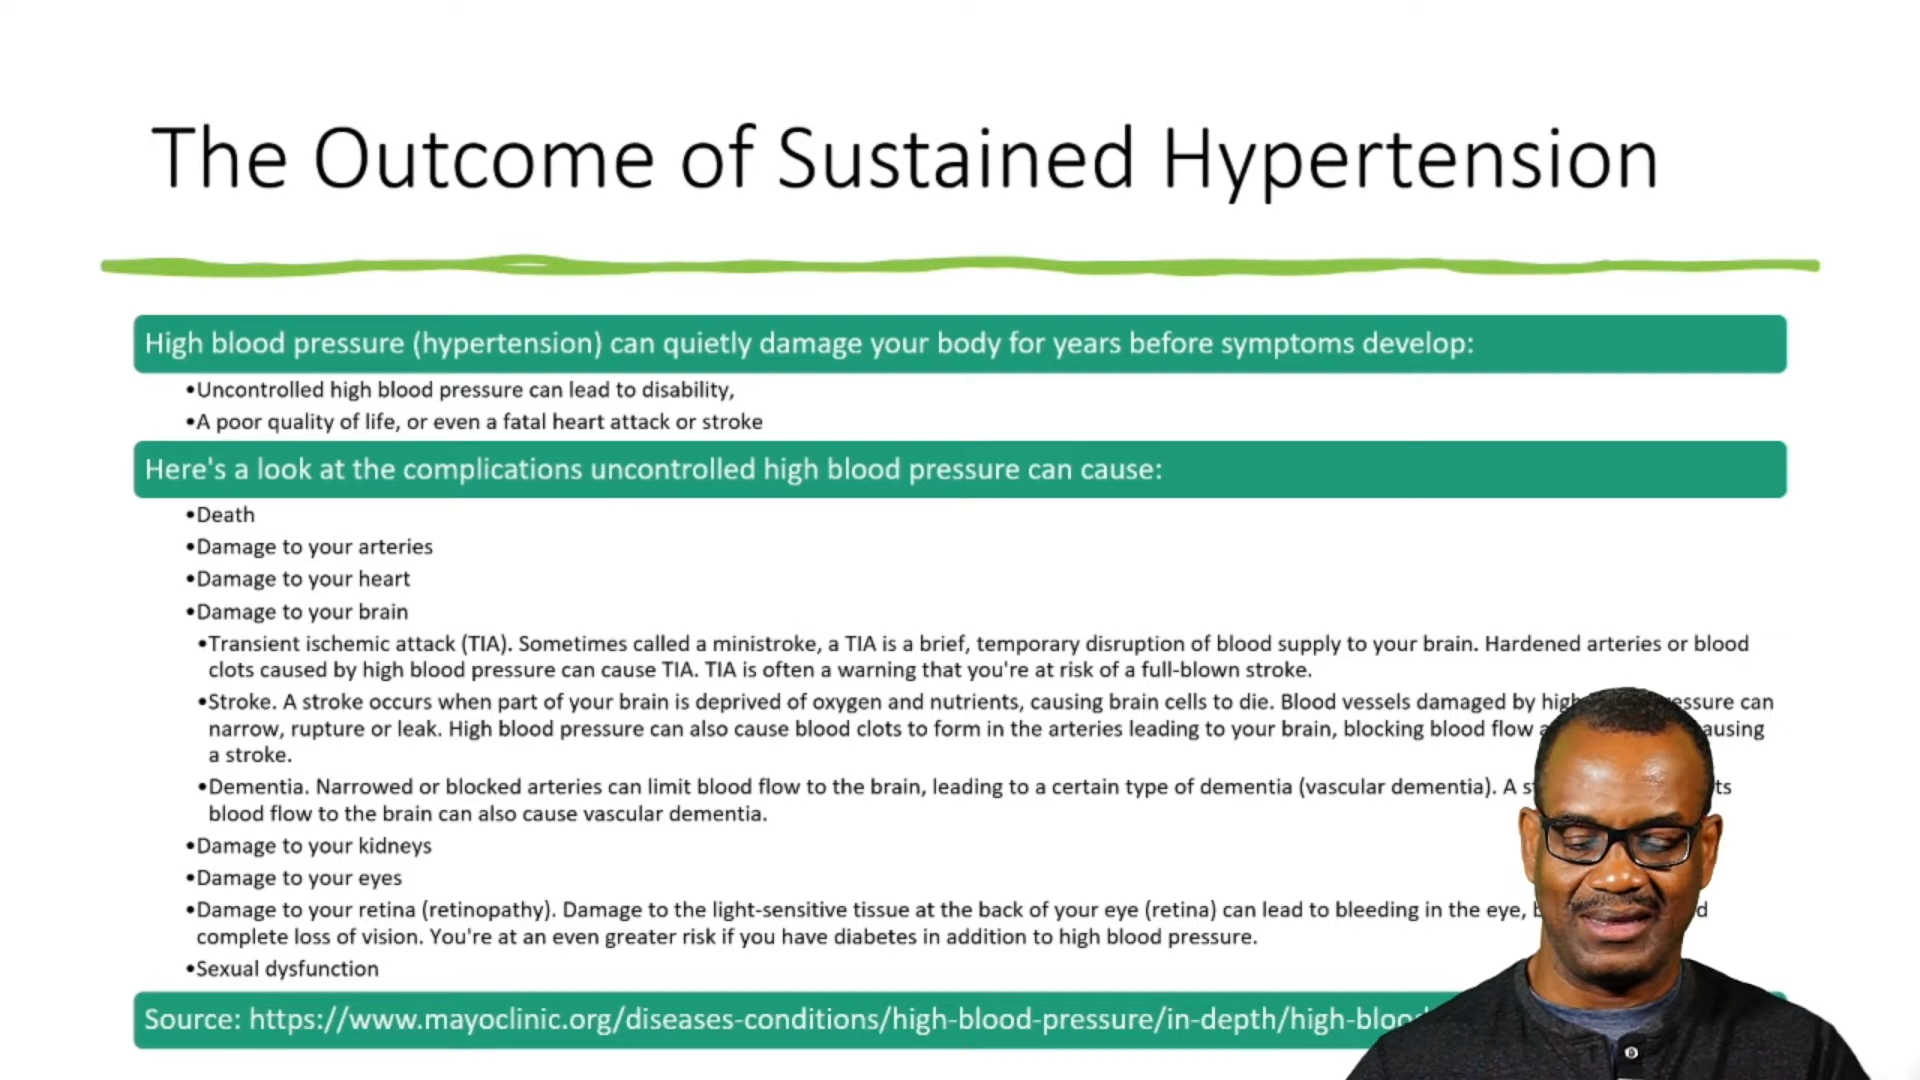 The Outcome of Sustained Hypertension
High blood pressure (hypertension) can quietly damage your body for years before symptoms develop:
•Uncontrolled high blood pressure can lead to disability,
•A poor quality of life, or even a fatal heart attack or stroke
Here's a look at the complications uncontrolled high blood pressure can cause:
•Death
•Damage to your arteries
•Damage to your heart
•Damage to your brain
•Transient ischemic attack (TIA). Sometimes called a ministroke, a TIA is a brief, temporary disruption of blood supply to your brain. Hardened arteries or blood
clots caused by high blood pressure can cause TIA. TIA is often a warning that you're at risk of a full-blown stroke.
•Stroke. A stroke occurs when part of your brain is deprived of oxygen and nutrients, causing brain cells to die. Blood vessels damaged by high can
narrow, rupture or leak. High blood pressure can also cause blood clots to form in the arteries leading to your brain, blocking blood flow
a stroke.
•Dementia. Narrowed or blocked arteries can limit blood flow to the brain, leading to a certain type of dementia (vascular dementia). A
blood flow to the brain can also cause vascular dementia.
•Damage to your kidneys
•Damage to your eyes
•Damage to your retina (retinopathy). Damage to the light-sensitive tissue at the back of your eye (retina) can lead to bleeding in the eye,
complete loss of vision. You're at an even greater risk if you have diabetes in addition to high blood pressure.
•Sexual dysfunction
Source: https://www.mayoclinic.org/diseases-conditions/high-blood-pressure/in-depth/high-blood